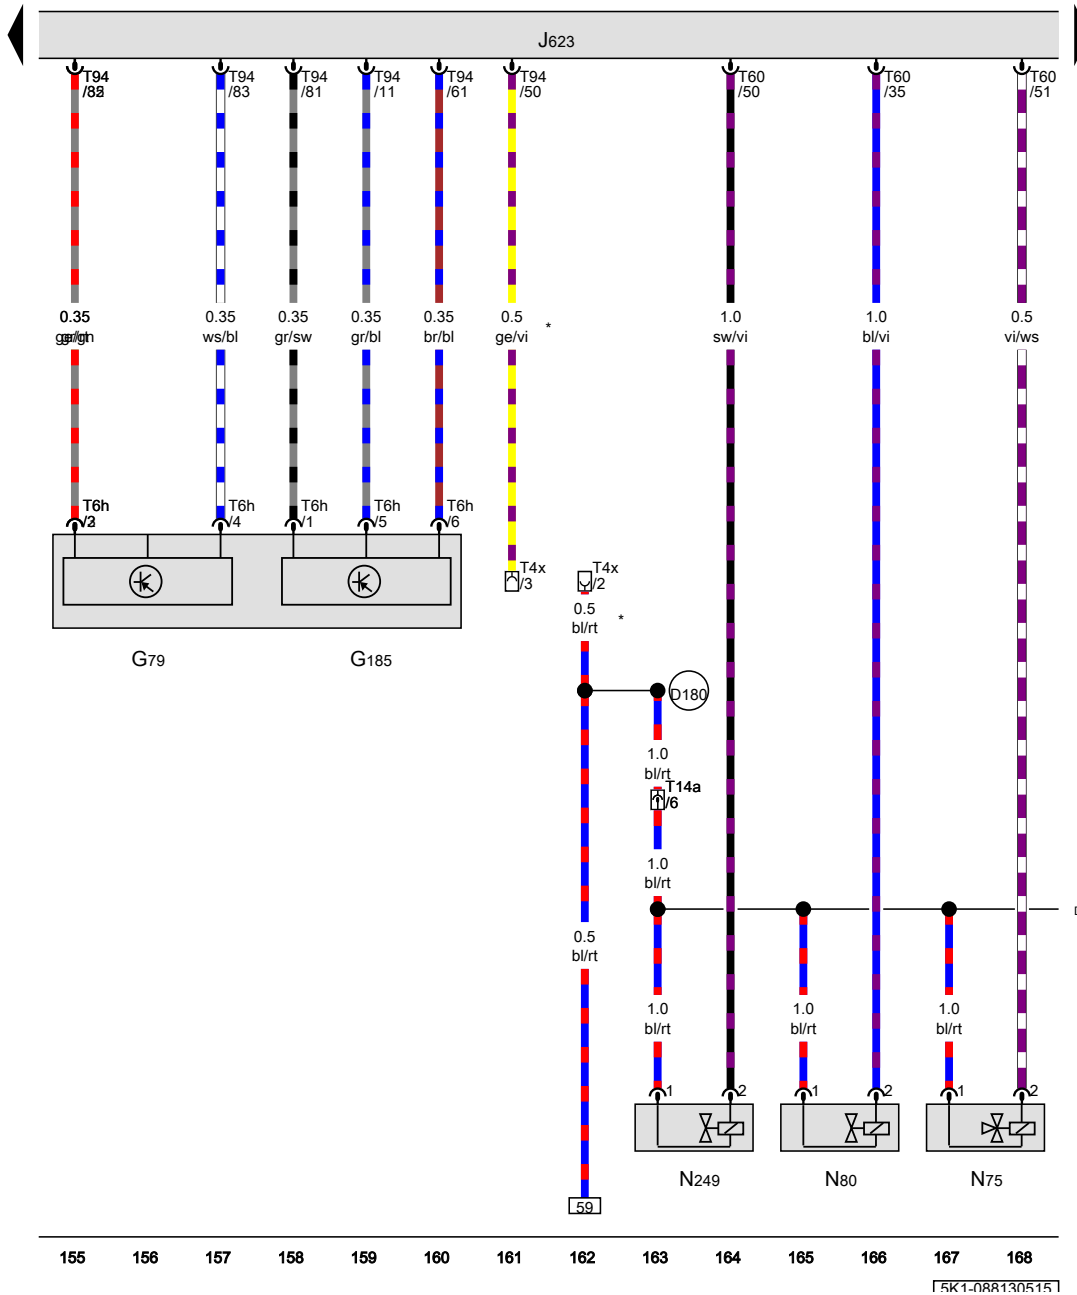 J623
T94 T94 T94 T94 T94 T94 T60 T60 T60
/83 /81 /11 /61 /50 /50 /35 /51
0.35 0.35 0.35 0.35 0.35 0.5 * 1.0 1.0 0.5
ws/bl gr/sw gr/bl br/bl ge/vi sw/vi bl/vi vi/ws
T6h T6h T6h T6h T6h
/4 /1 /5 /6
T4x T4x
/3 /2
0.5 *
bl/rt
G79 G185
D180
1.0
bl/rt
T14a
/6
1.0
bl/rt
0.5
bl/rt
1.0 1.0 1.0
bl/rt bl/rt bl/rt
1 2 1 2 1 2
N249 N80 N75
59
155 156 157 158 159 160 161 162 163 164 165 166 167 168
5K1-088130515